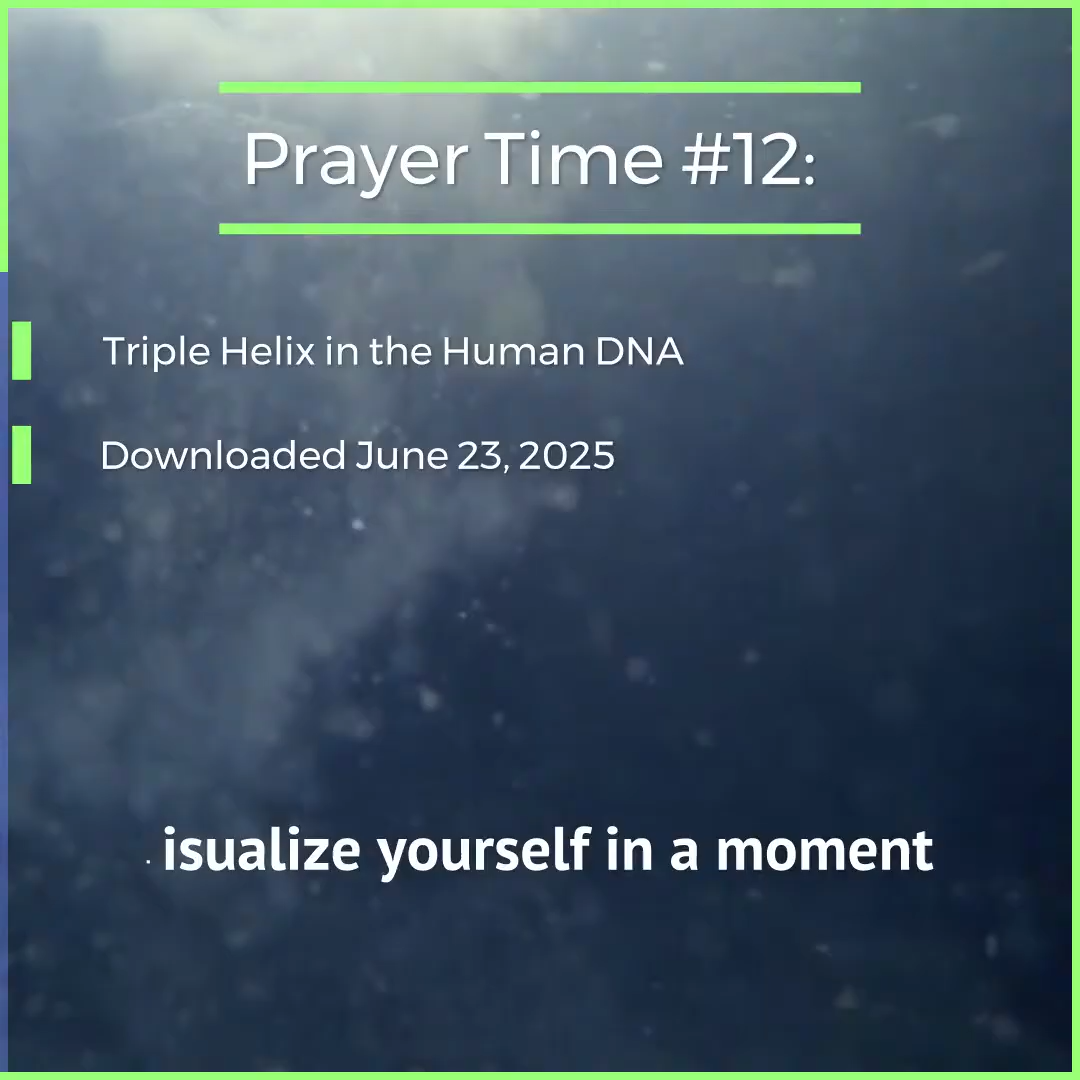 Prayer Time #12:
Triple Helix in the Human DNA
Downloaded June 23, 2025
isualize yourself in a moment